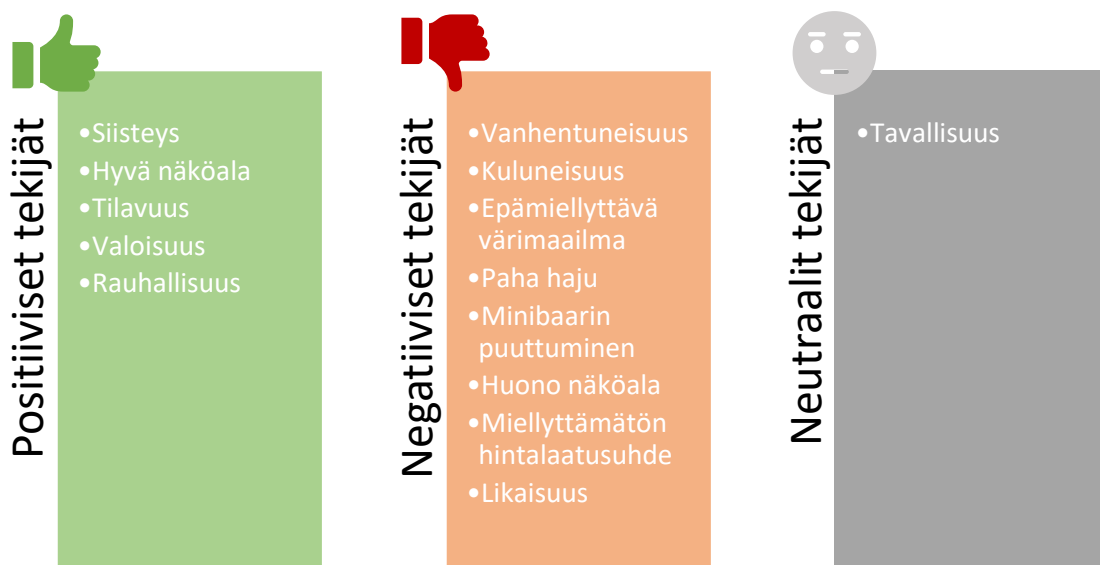 Positiiviset tekijät
•Siisteys
•Hyvä näköala
•Tilavuus
•Valoisuus
•Rauhallisuus
Negatiiviset tekijät
•Vanhentuneisuus
•Kuluneisuus
•Epämiellyttävä
värimaailma
•Paha haju
•Minibaarin
puuttuminen
•Huono näköala
•Miellyttämätön
hintalaatusuhde
•Likaisuus
Neutraalit tekijät
•Tavallisuus